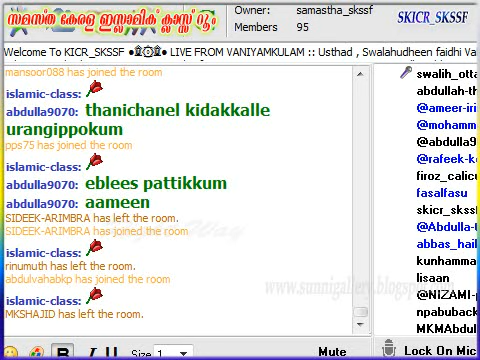 സമസ്ത കേരള ഇസ്ലാമിക് ക്ലാസ് റൂം
Owner: samastha_skssf
Members 95
SKICR_SKSSF
Welcome To KICR_SKSSF LIVE FROM VANIYAMKULAM :: Usthad , Swalahudheen faidhi
mansoor088 has joined the room
islamic-class:
abdulla9070: thanichanel kidakkalle
urangippokum
pps75 has joined the room
islamic-class:
abdulla9070: eblees pattikkum
aameen
SIDEEK-ARIMBRA has left the room.
SIDEEK-ARIMBRA has joined the room
islamic-class:
rinumuth has left the room.
abdulvahabkp has joined the room
islamic-class:
MKSHAJID has left the room.
swalih_otta
abdullah-th
@ameer-iri
@mohamm
@abdulla9
@rafeek-k
firoz_calicu
fasalfasu
skicr_skss
@Abdulla-
abbas_hail
kunhamm
lisaan
@NIZAMI-p
npabuback
MKMAbdul
www.sunnigallery.blogspot.com
B I U Size 1
Mute
Lock On Mic